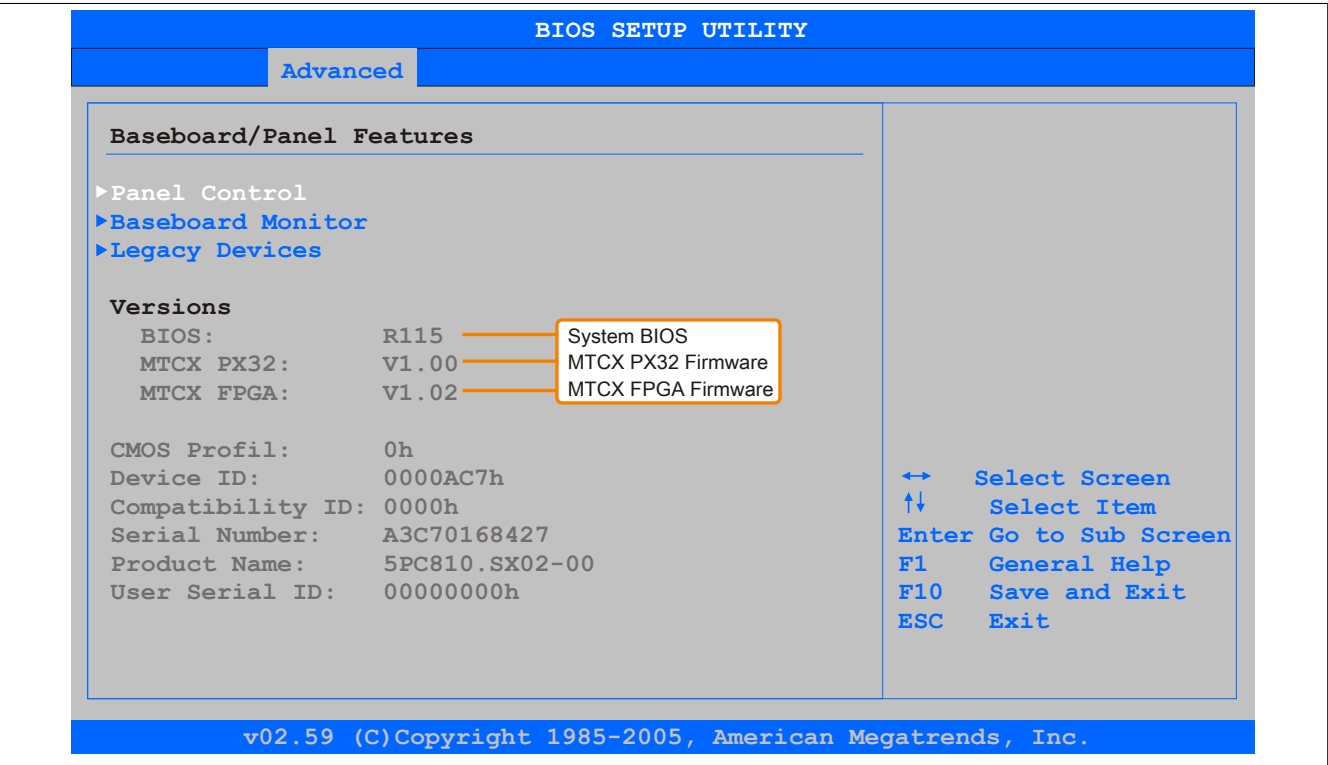 BIOS SETUP UTILITY
Advanced
Baseboard/Panel Features
Panel Control
Baseboard Monitor
Legacy Devices
Versions
BIOS: R115 System BIOS
MTCX PX32: V1.00 MTCX PX32 Firmware
MTCX FPGA: V1.02 MTCX FPGA Firmware
CMOS Profil: 0h
Device ID: 0000AC7h
Compatibility ID: 0000h
Serial Number: A3C70168427
Product Name: 5PC810.SX02-00
User Serial ID: 00000000h
↔ Select Screen
↑↓ Select Item
Enter Go to Sub Screen
F1 General Help
F10 Save and Exit
ESC Exit
v02.59 (C)Copyright 1985-2005, American Megatrends, Inc.